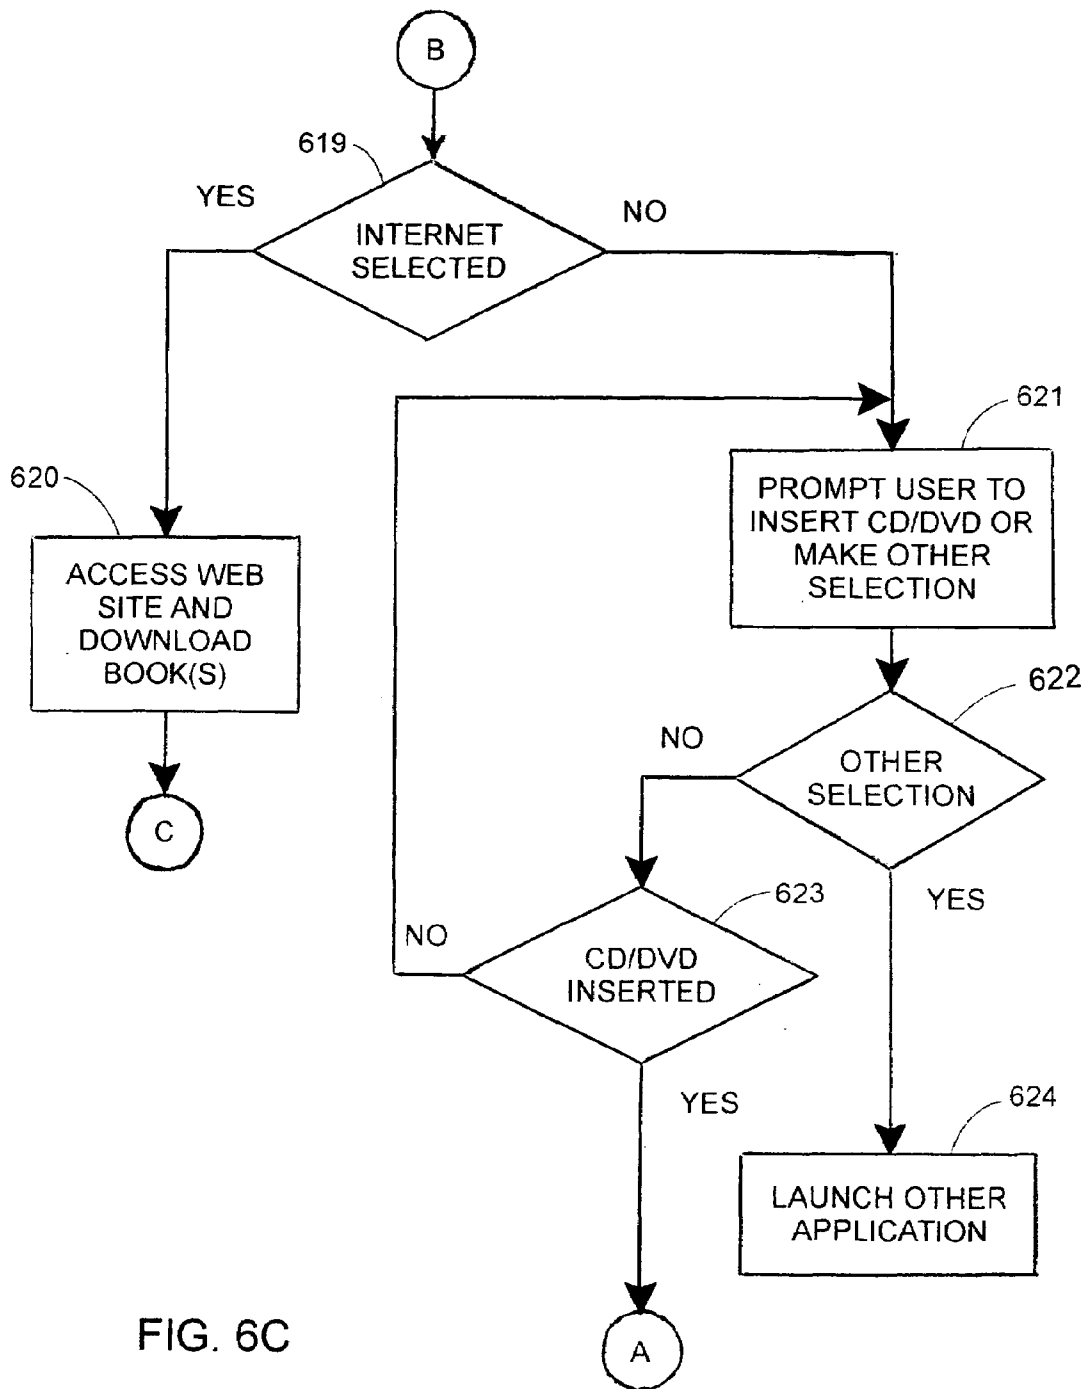 B
619
YES
NO
INTERNET
SELECTED
621
620
PROMPT USER TO
INSERT CD/DVD OR
MAKE OTHER
SELECTION
ACCESS WEB
SITE AND
DOWNLOAD
BOOK(S)
622
NO
OTHER
SELECTION
C
623
YES
NO
CD/DVD
INSERTED
YES
624
LAUNCH OTHER
APPLICATION
FIG. 6C
A